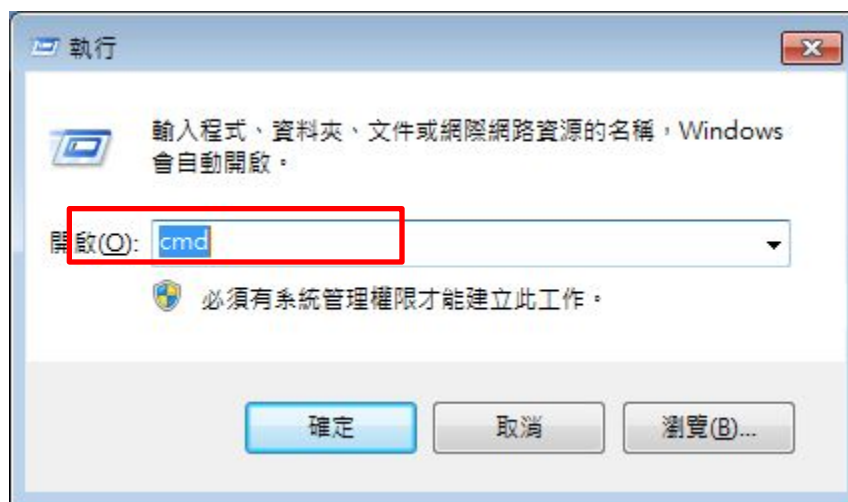 執行
輸入程式、資料夾、文件或網際網路資源的名稱，Windows
會自動開啟。
開啟(O): cmd
必須有系統管理權限才能建立此工作。
確定 取消 瀏覽(B)...